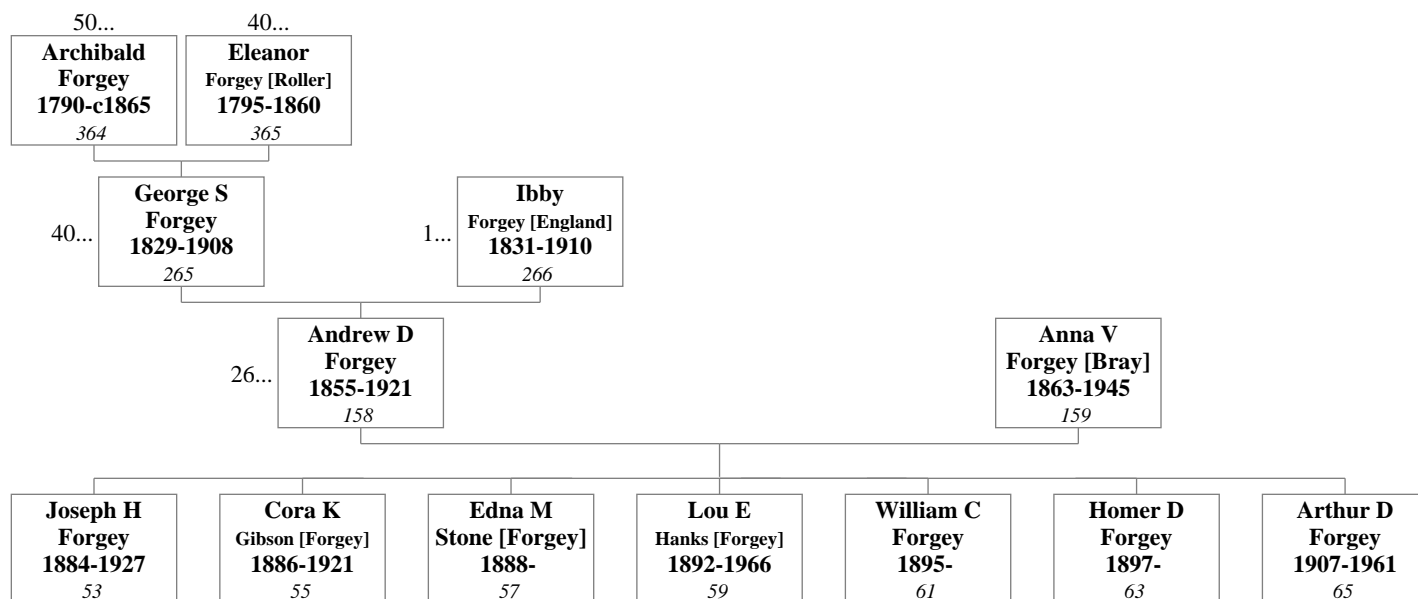 50...
40...
Archibald
Forgey
1790-c1865
364
Eleanor
Forgey [Roller]
1795-1860
365
40...
George S
Forgey
1829-1908
265
1...
Ibby
Forgey [England]
1831-1910
266
26...
Andrew D
Forgey
1855-1921
158
Anna V
Forgey [Bray]
1863-1945
159
Joseph H
Forgey
1884-1927
53
Cora K
Gibson [Forgey]
1886-1921
55
Edna M
Stone [Forgey]
1888-
57
Lou E
Hanks [Forgey]
1892-1966
59
William C
Forgey
1895-
61
Homer D
Forgey
1897-
63
Arthur D
Forgey
1907-1961
65